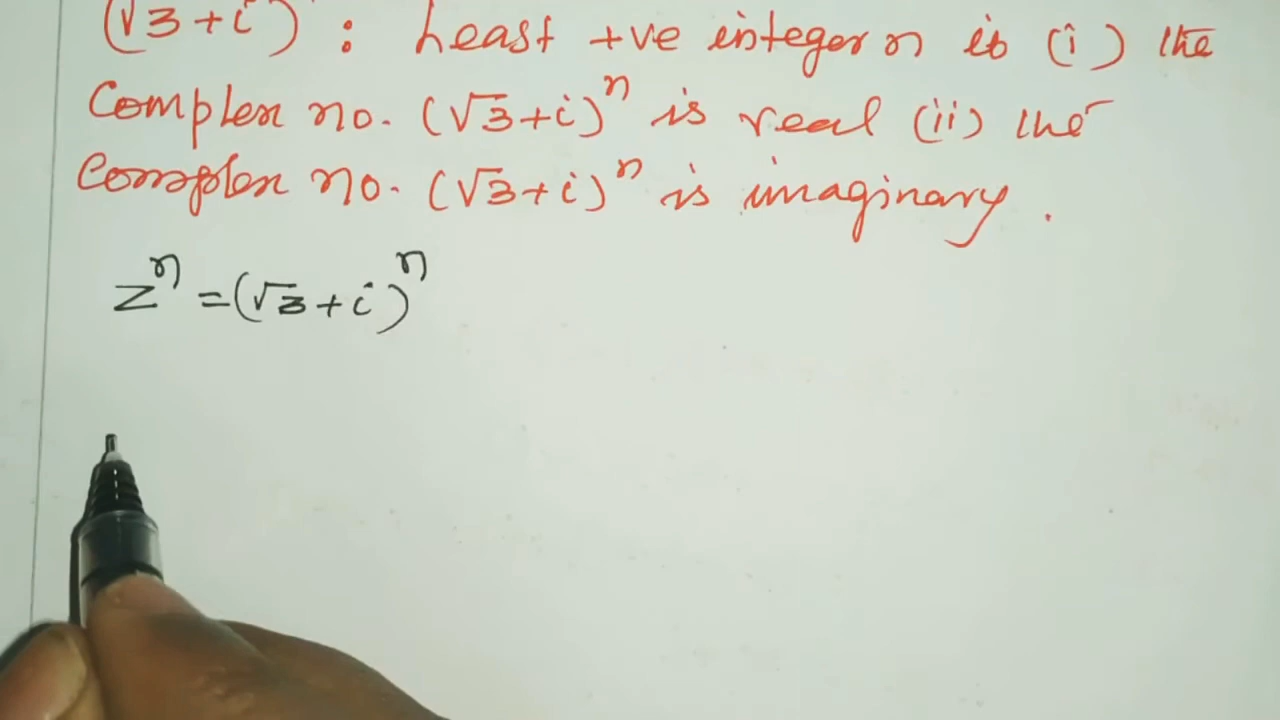 (√3+i) : Least +ve integer n is (i) the
Complex no. (√3+i)ⁿ is real (ii) the
Complex no. (√3+i)ⁿ is imaginary.
zⁿ = (√3+i)ⁿ